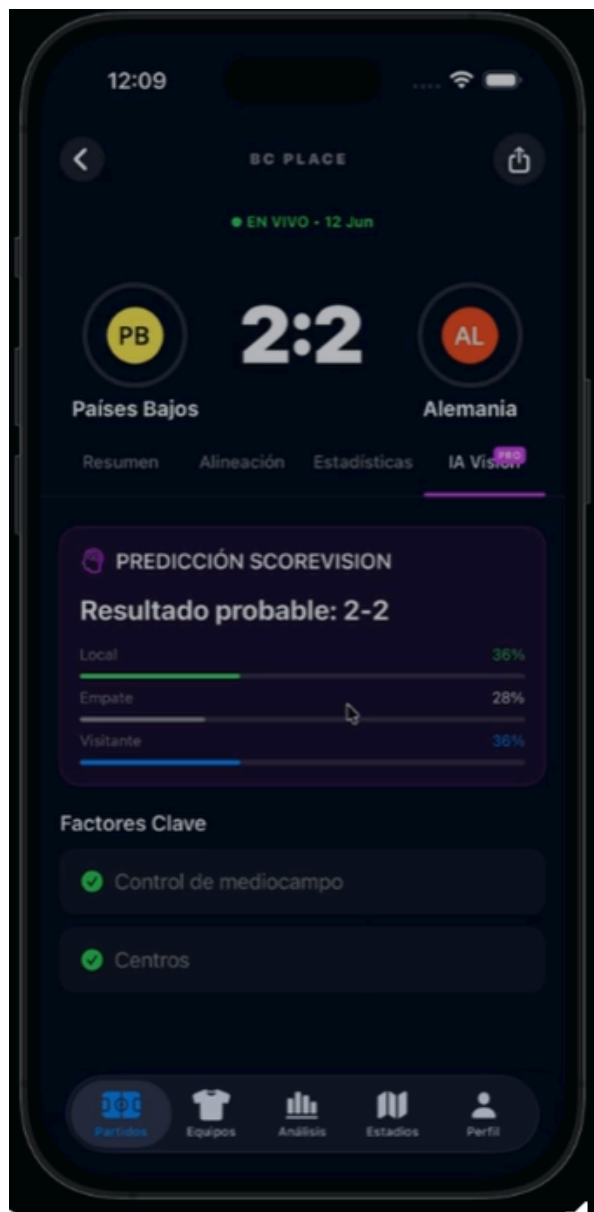 12:09
BC PLACE
EN VIVO - 12 Jun
PB
2:2
AL
Países Bajos
Alemania
Resumen
Alineación
Estadísticas
IA Visión
PRO
PREDICCIÓN SCOREVISION
Resultado probable: 2-2
Local
36%
Empate
28%
Visitante
36%
Factores Clave
Control de mediocampo
Centros
Partidos
Equipos
Análisis
Estadios
Perfil